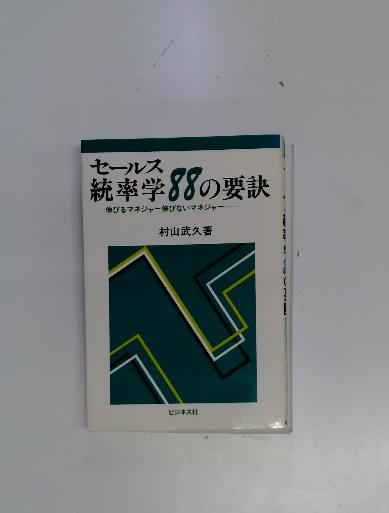 セールス
統率学88の要訣
伸びるマネジャー伸びないマネジャー
村山武久著
ビジネス社